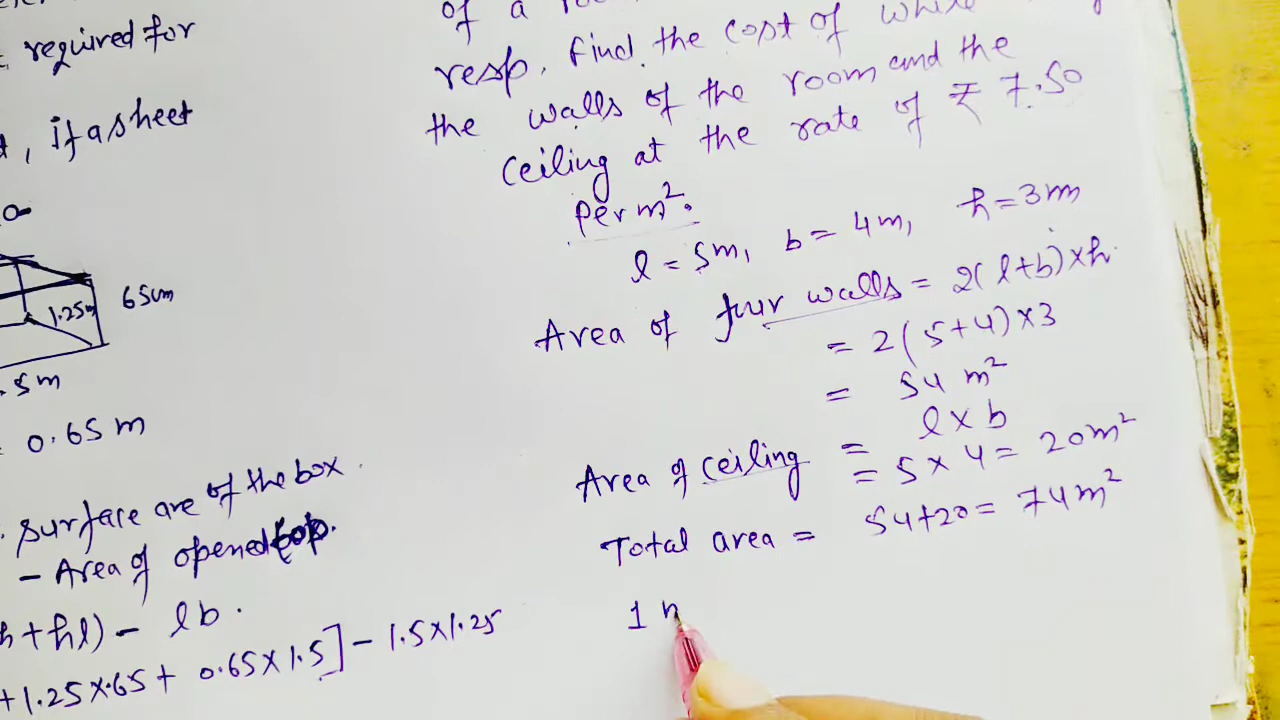 required for
, if a sheet
65cm
1.25m
5m
0.65 m
surface are of the box
- Area of opened top.
+ hl) - lb.
+ 1.25×.65 + 0.65×1.5] - 1.5×1.25
of a
resp, find the cost of
the walls of the room and the
ceiling at the rate of ₹ 7.50
per m².
l = 5m, b = 4m, h = 3m
Area of four walls = 2(l+b)×h
= 2(5+4)×3
= 54 m²
Area of ceiling = l×b
= 5×4 = 20m²
Total area = 54+20 = 74m²
1